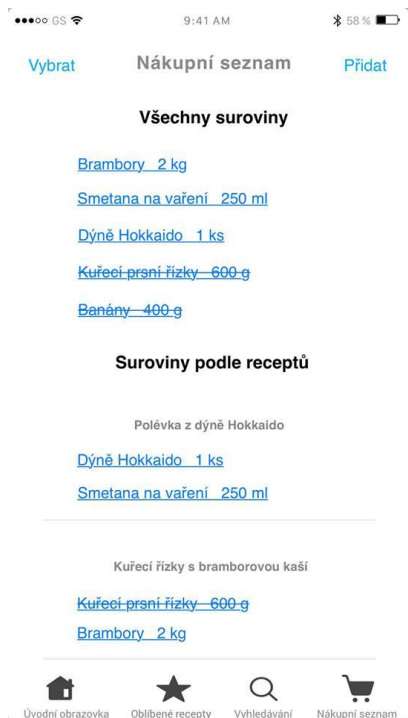 GS 9:41 AM 58 %
Vybrat Nákupní seznam Přidat
Všechny suroviny
Brambory 2 kg
Smetana na vaření 250 ml
Dýně Hokkaido 1 ks
Kuřecí prsní řízky 600 g
Banány 400 g
Suroviny podle receptů
Polévka z dýně Hokkaido
Dýně Hokkaido 1 ks
Smetana na vaření 250 ml
Kuřecí řízky s bramborovou kaší
Kuřecí prsní řízky 600 g
Brambory 2 kg
Úvodní obrazovka Oblíbené recepty Vyhledávání Nákupní seznam